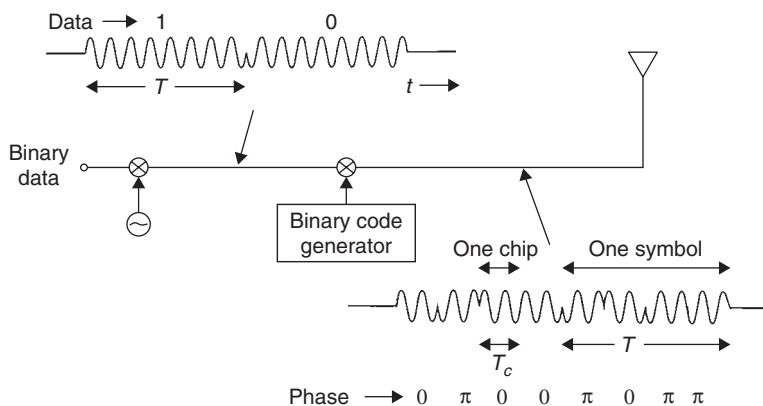 Data 1 0
T t
Binary
data
Binary code
generator
One chip One symbol
T_c T
Phase 0 π 0 0 π 0 π π